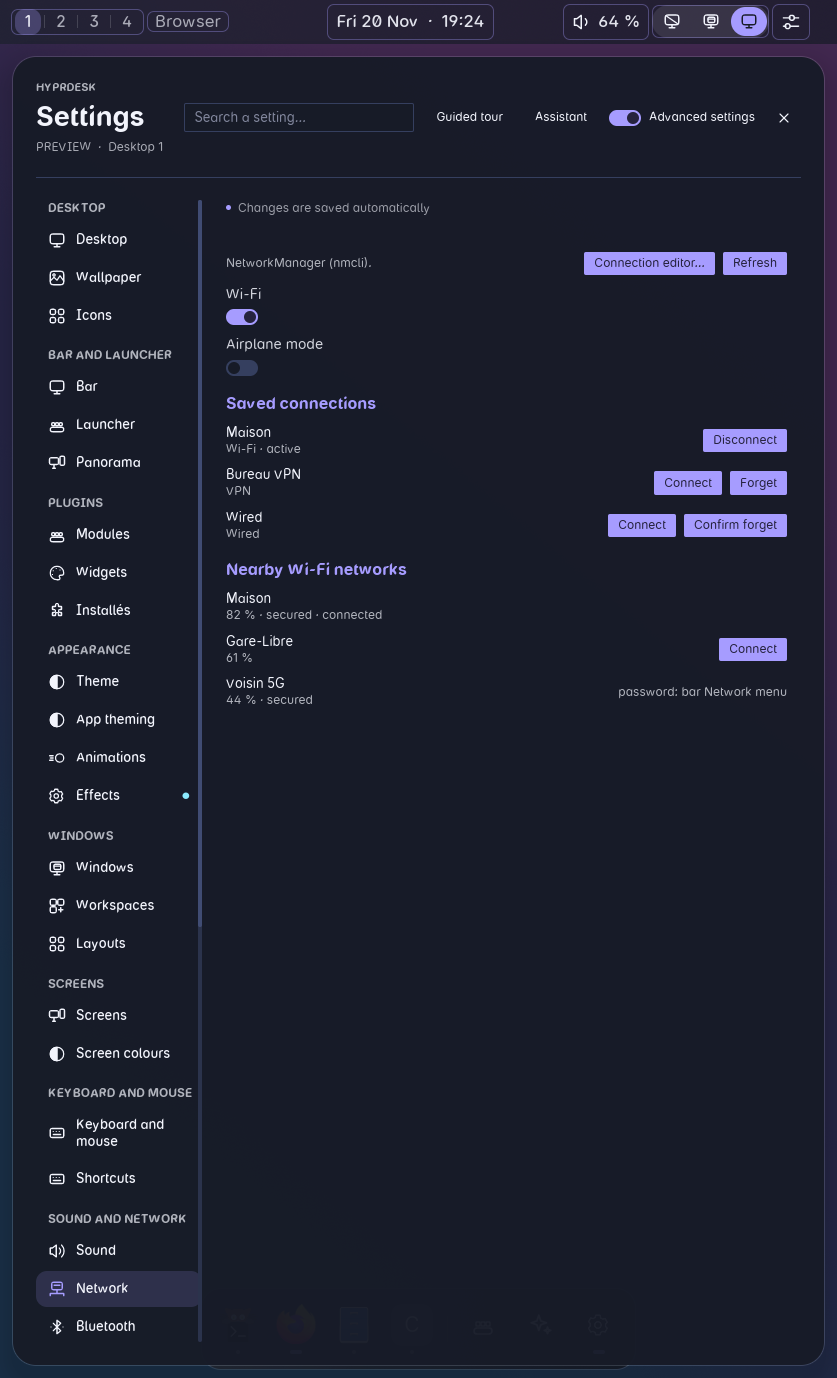 1 2 3 4 Browser Fri 20 Nov · 19:24 64 %
HYPRDESK
Settings Search a setting... Guided tour Assistant Advanced settings
PREVIEW · Desktop 1
DESKTOP
Desktop
Wallpaper
Icons
BAR AND LAUNCHER
Bar
Launcher
Panorama
PLUGINS
Modules
Widgets
Installés
APPEARANCE
Theme
App theming
Animations
Effects
WINDOWS
Windows
Workspaces
Layouts
SCREENS
Screens
Screen colours
KEYBOARD AND MOUSE
Keyboard and
mouse
Shortcuts
SOUND AND NETWORK
Sound
Network
Bluetooth
Changes are saved automatically
NetworkManager (nmcli). Connection editor... Refresh
Wi-Fi
Airplane mode
Saved connections
Maison
Wi-Fi · active
Disconnect
Bureau VPN
VPN
Connect Forget
Wired
Wired
Connect Confirm forget
Nearby Wi-Fi networks
Maison
82 % · secured · connected
Gare-Libre
61 %
Connect
Voisin 5G
44 % · secured
password: bar Network menu